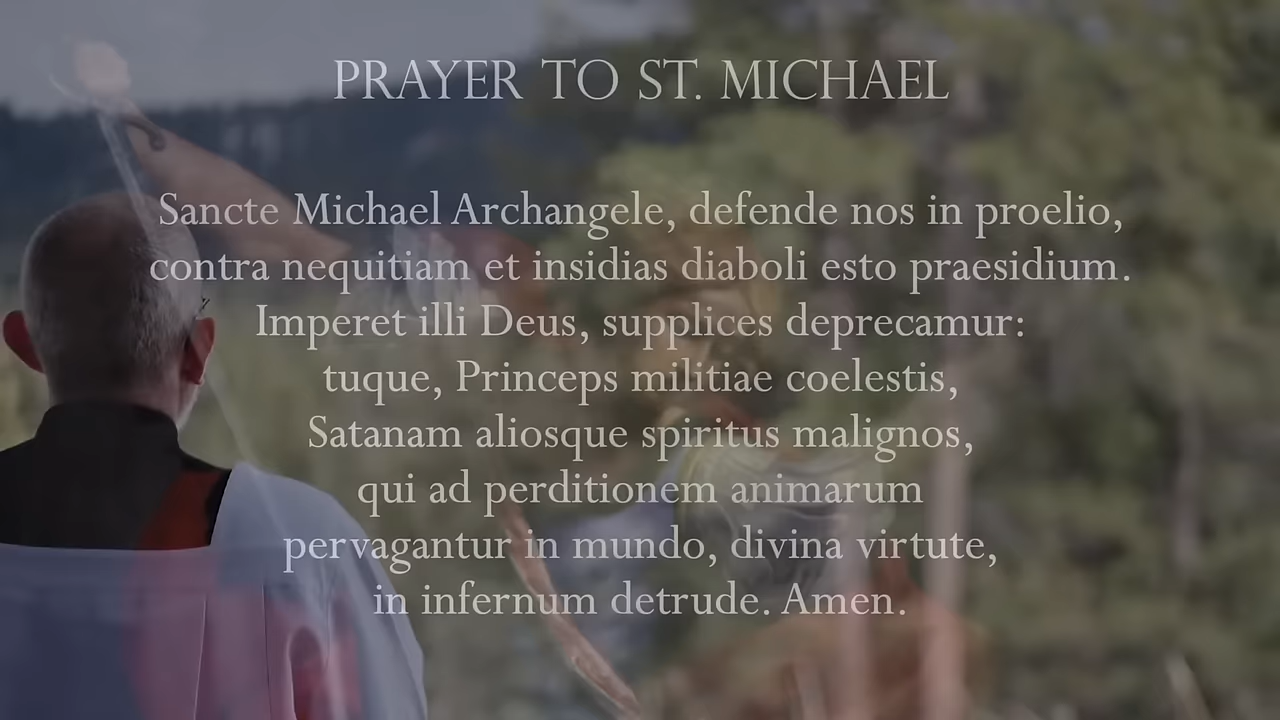 PRAYER TO ST. MICHAEL
Sancte Michael Archangele, defende nos in proelio,
contra nequitiam et insidias diaboli esto praesidium.
Imperet illi Deus, supplices deprecamur:
tuque, Princeps militiae coelestis,
Satanam aliosque spiritus malignos,
qui ad perditionem animarum
pervagantur in mundo, divina virtute,
in infernum detrude. Amen.